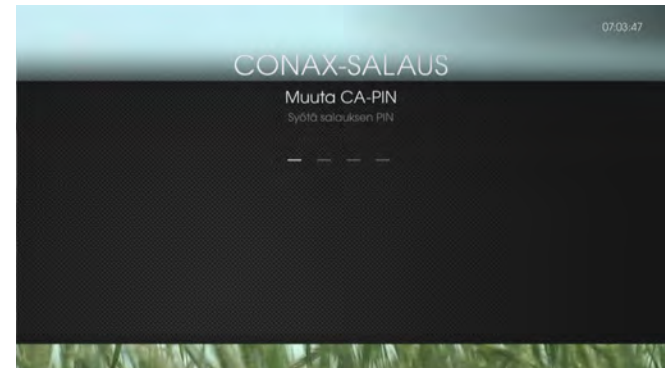 07:03:47
CONAX-SALAUS
Muuta CA-PIN
Syötä salauksen PIN